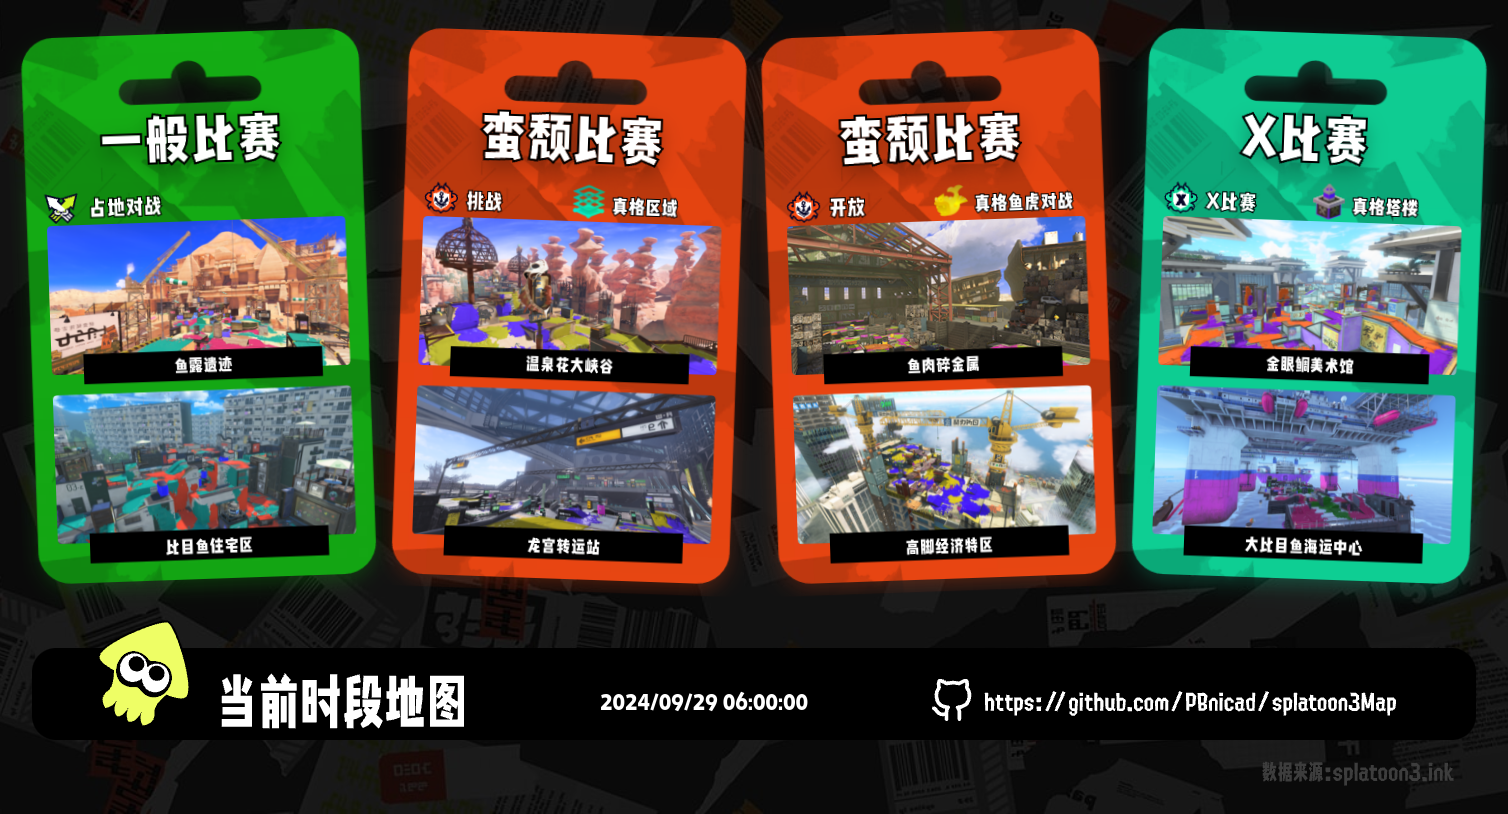 一般比赛
占地对战
鱼露遗迹
比目鱼住宅区
蛮颓比赛
挑战
真格区域
温泉花大峡谷
龙宫转运站
蛮颓比赛
开放
真格鱼虎对战
鱼肉碎金属
高脚经济特区
X比赛
X比赛
真格塔楼
金眼鲷美术馆
大比目鱼海运中心
当前时段地图
2024/09/29 06:00:00
https://github.com/PBnicad/splatoon3Map
数据来源:splatoon3.ink